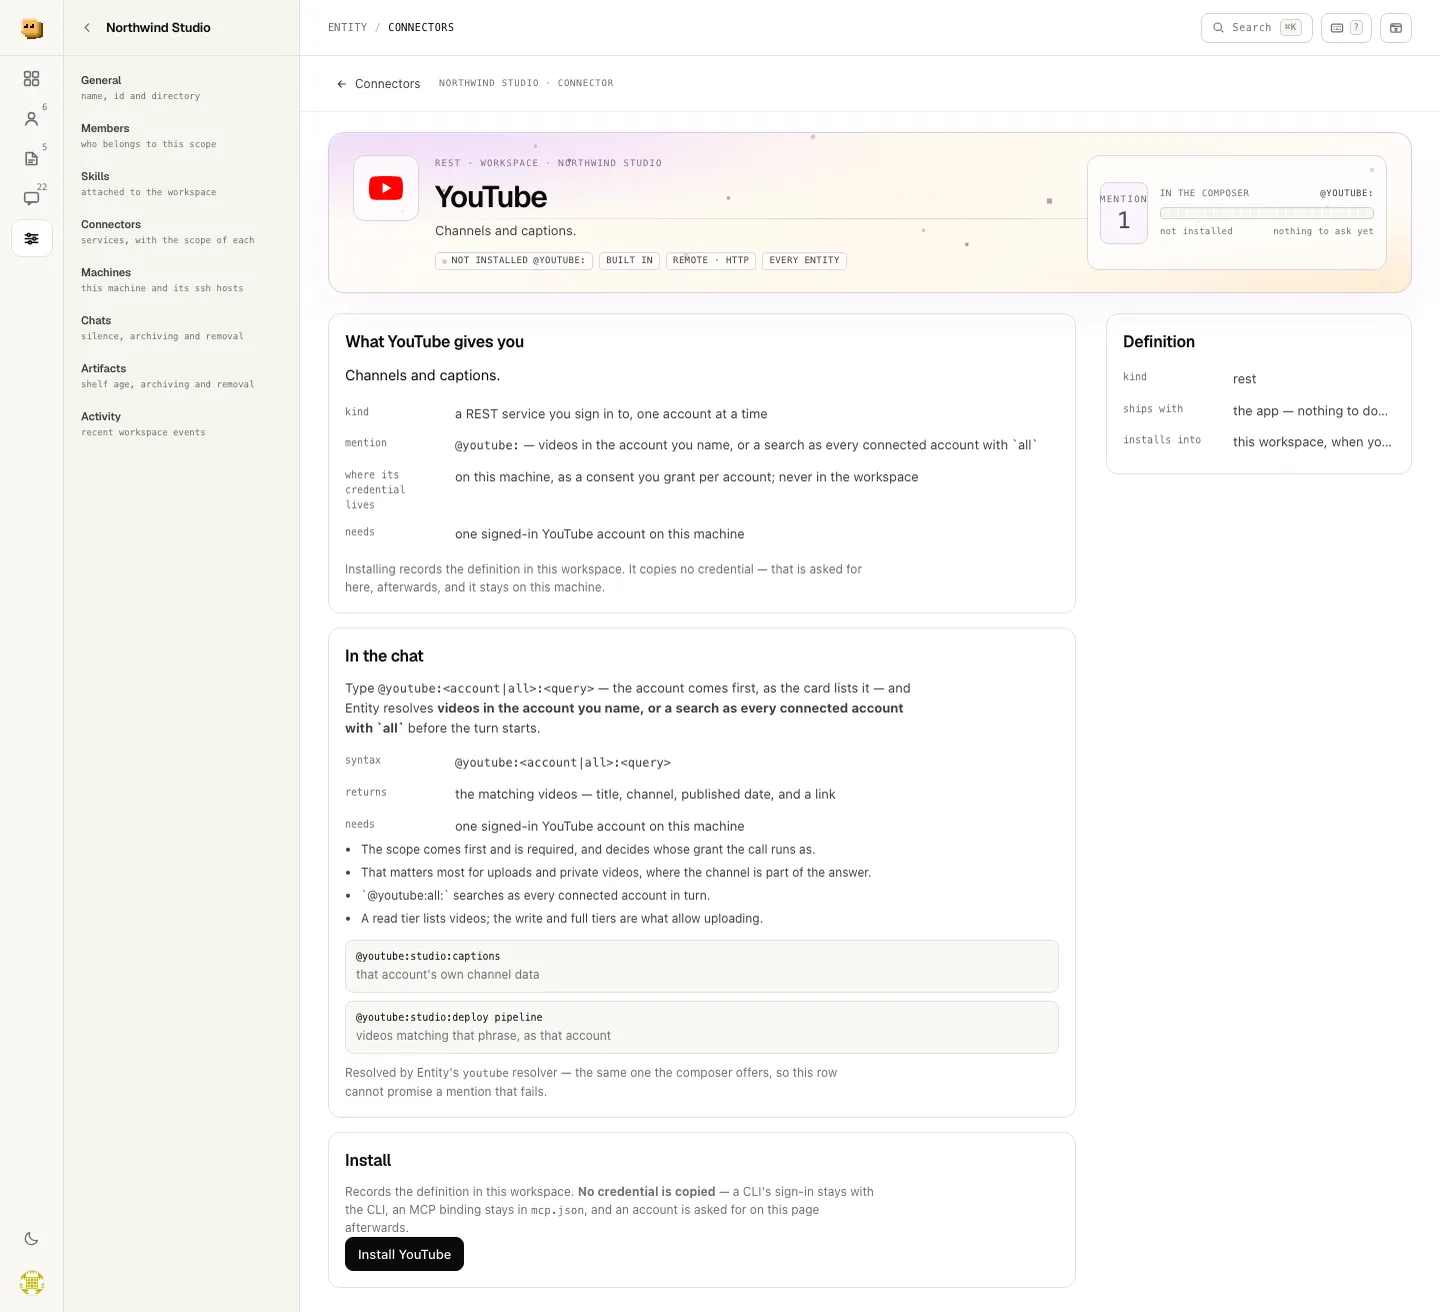 Northwind Studio
ENTITY / CONNECTORS
Search ⌘K
?
6
5
22
General
name, id and directory
Members
who belongs to this scope
Skills
attached to the workspace
Connectors
services, with the scope of each
Machines
this machine and its ssh hosts
Chats
silence, archiving and removal
Artifacts
shelf age, archiving and removal
Activity
recent workspace events
← Connectors
NORTHWIND STUDIO · CONNECTOR
REST · WORKSPACE · NORTHWIND STUDIO
YouTube
Channels and captions.
NOT INSTALLED @YOUTUBE:
BUILT IN
REMOTE · HTTP
EVERY ENTITY
MENTION
1
IN THE COMPOSER @YOUTUBE:
not installed nothing to ask yet
What YouTube gives you
Channels and captions.
kind a REST service you sign in to, one account at a time
mention @youtube: — videos in the account you name, or a search as every connected account with `all`
where its credential lives on this machine, as a consent you grant per account; never in the workspace
needs one signed-in YouTube account on this machine
Installing records the definition in this workspace. It copies no credential — that is asked for
here, afterwards, and it stays on this machine.
Definition
kind rest
ships with the app — nothing to do…
installs into this workspace, when yo…
In the chat
Type @youtube:<account|all>:<query> — the account comes first, as the card lists it — and
Entity resolves videos in the account you name, or a search as every connected account
with `all` before the turn starts.
syntax @youtube:<account|all>:<query>
returns the matching videos — title, channel, published date, and a link
needs one signed-in YouTube account on this machine
• The scope comes first and is required, and decides whose grant the call runs as.
• That matters most for uploads and private videos, where the channel is part of the answer.
• `@youtube:all:` searches as every connected account in turn.
• A read tier lists videos; the write and full tiers are what allow uploading.
@youtube:studio:captions
that account's own channel data
@youtube:studio:deploy pipeline
videos matching that phrase, as that account
Resolved by Entity's youtube resolver — the same one the composer offers, so this row
cannot promise a mention that fails.
Install
Records the definition in this workspace. No credential is copied — a CLI's sign-in stays with
the CLI, an MCP binding stays in mcp.json, and an account is asked for on this page
afterwards.
Install YouTube